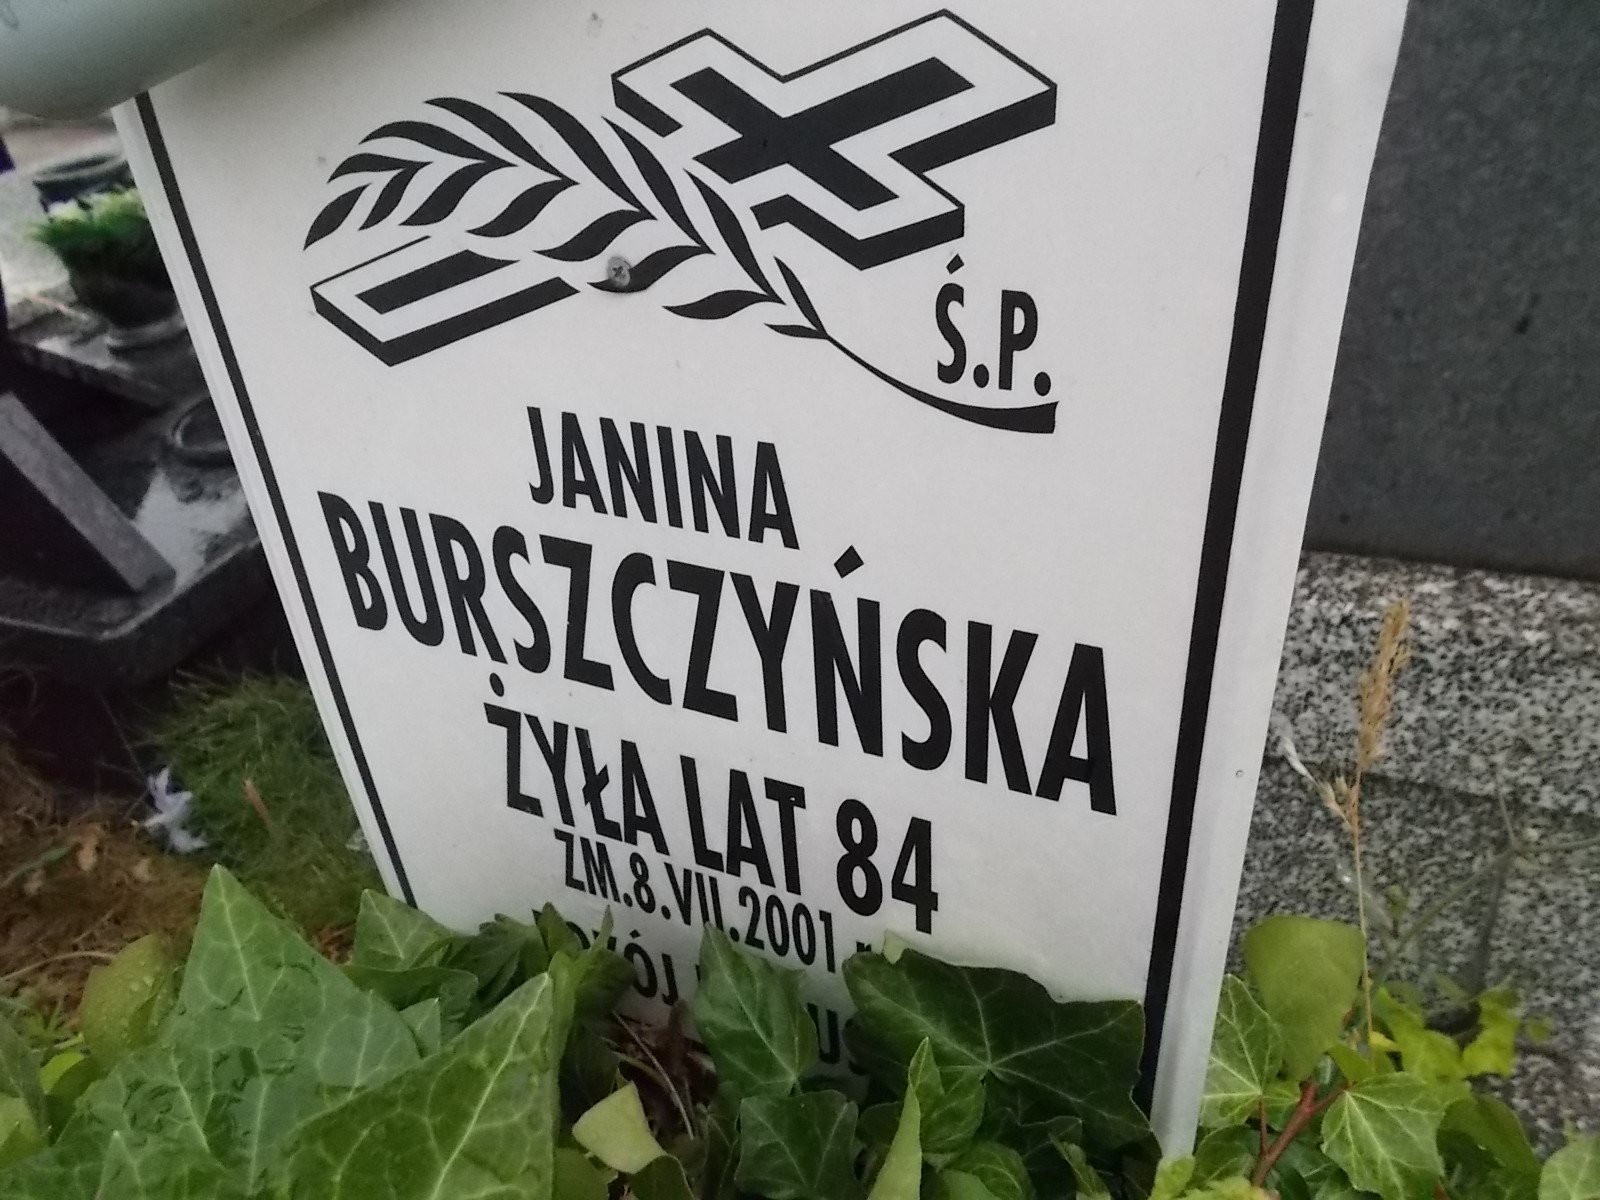 Ś.P.
JANINA
BURSZCZYŃSKA
ŻYŁA LAT 84
ZM.8.VII.2001